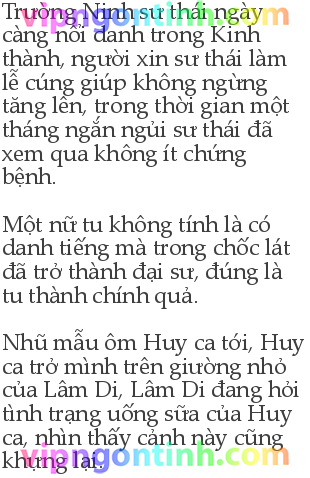 Trường Ninh sư thái ngày
càng nổi danh trong Kinh
thành, người xin sư thái làm
lễ cúng giúp không ngừng
tăng lên, trong thời gian một
tháng ngắn ngủi sư thái đã
xem qua không ít chứng
bệnh.
Một nữ tu không tính là có
danh tiếng mà trong chốc lát
đã trở thành đại sư, đúng là
tu thành chính quả.
Nhũ mẫu ôm Huy ca tới, Huy
ca trở mình trên giường nhỏ
của Lâm Di, Lâm Di đang hỏi
tình trạng uống sữa của Huy
ca, nhìn thấy cảnh này cũng
khựng lại.
vipngontinh.com
vipngontinh.com